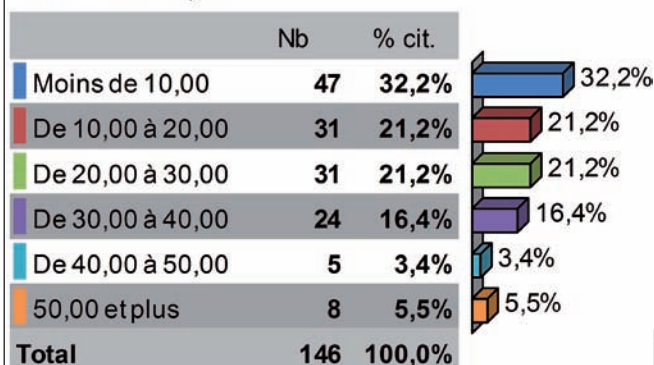 Nb % cit.
Moins de 10,00 47 32,2% 32,2%
De 10,00 à 20,00 31 21,2% 21,2%
De 20,00 à 30,00 31 21,2% 21,2%
De 30,00 à 40,00 24 16,4% 16,4%
De 40,00 à 50,00 5 3,4% 3,4%
50,00 et plus 8 5,5% 5,5%
Total 146 100,0%